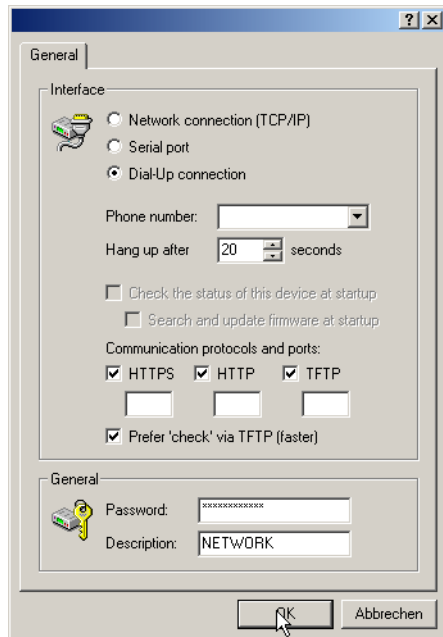 General
Interface
Network connection (TCP/IP)
Serial port
Dial-Up connection
Phone number:
Hang up after 20 seconds
Check the status of this device at startup
Search and update firmware at startup
Communication protocols and ports:
HTTPS HTTP TFTP
Prefer 'check' via TFTP (faster)
General
Password: ************
Description: NETWORK
OK Abbrechen